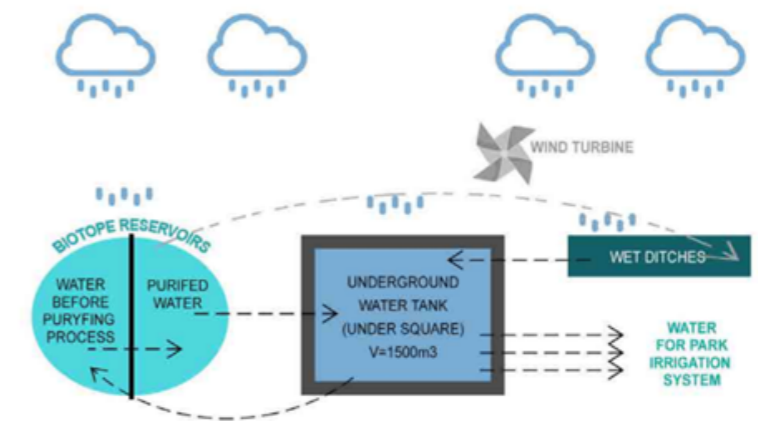 WIND TURBINE
BIOTOPE RESERVOIRS
WATER
BEFORE
PURYFING
PROCESS
PURIFED
WATER
UNDERGROUND
WATER TANK
(UNDER SQUARE)
V=1500m3
WET DITCHES
WATER
FOR PARK
IRRIGATION
SYSTEM